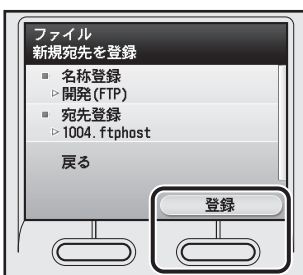 ファイル
新規宛先を登録
名称登録
開発(FTP)
宛先登録
1004. ftphost
戻る
登録